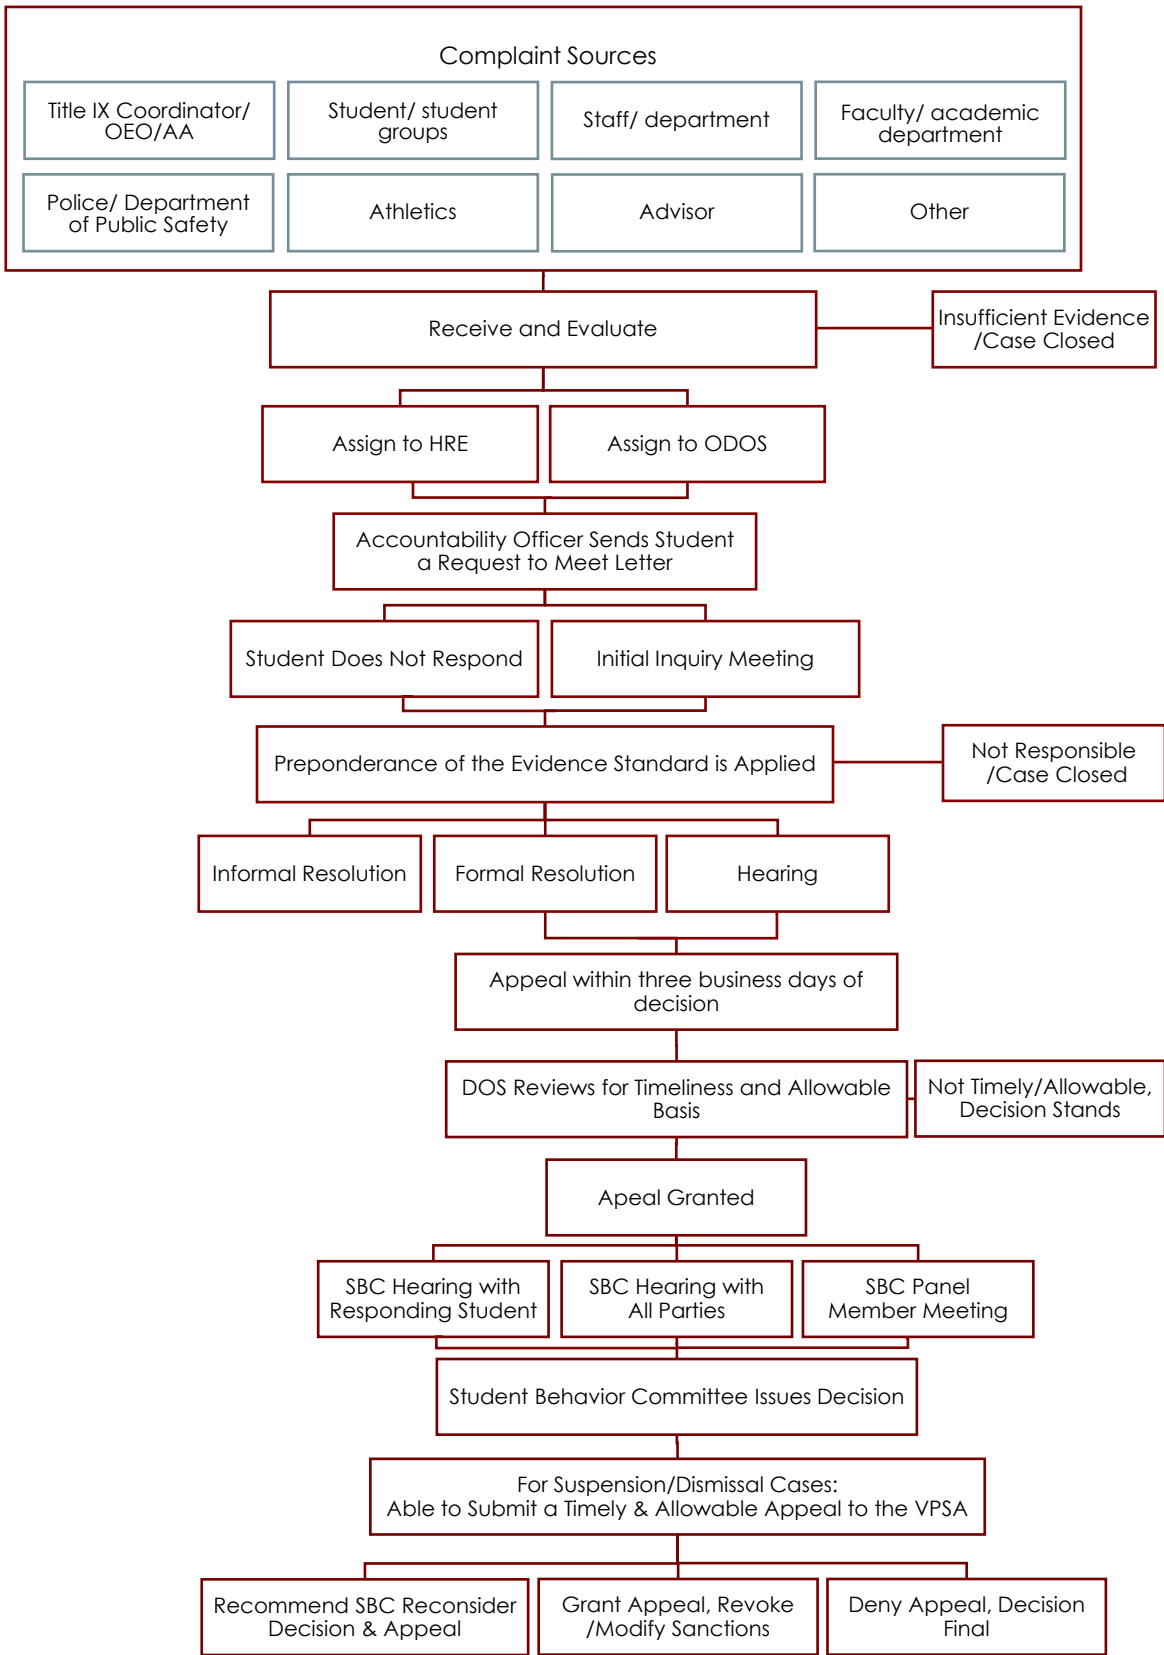 Complaint Sources
Title IX Coordinator/
OEO/AA
Student/ student
groups
Staff/ department
Faculty/ academic
department
Police/ Department
of Public Safety
Athletics
Advisor
Other
Receive and Evaluate
Insufficient Evidence
/Case Closed
Assign to HRE
Assign to ODOS
Accountability Officer Sends Student
a Request to Meet Letter
Student Does Not Respond
Initial Inquiry Meeting
Preponderance of the Evidence Standard is Applied
Not Responsible
/Case Closed
Informal Resolution
Formal Resolution
Hearing
Appeal within three business days of
decision
DOS Reviews for Timeliness and Allowable
Basis
Not Timely/Allowable,
Decision Stands
Apeal Granted
SBC Hearing with
Responding Student
SBC Hearing with
All Parties
SBC Panel
Member Meeting
Student Behavior Committee Issues Decision
For Suspension/Dismissal Cases:
Able to Submit a Timely & Allowable Appeal to the VPSA
Recommend SBC Reconsider
Decision & Appeal
Grant Appeal, Revoke
/Modify Sanctions
Deny Appeal, Decision
Final